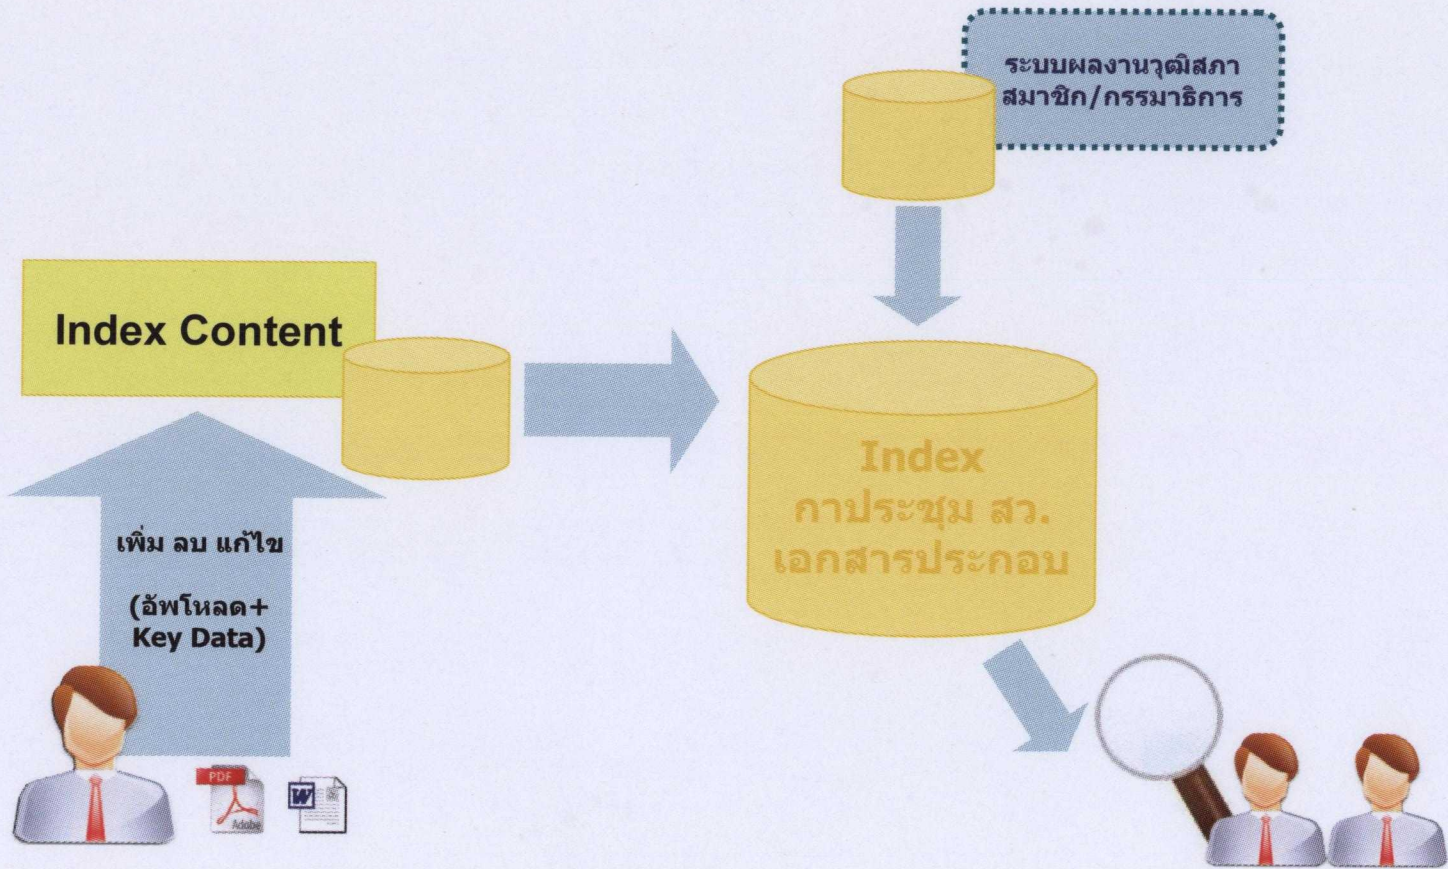 ระบบผลงานวุฒิสภา
สมาชิก/กรรมาธิการ
Index Content
Index
กาประชุม สว.
เอกสารประกอบ
เพิ่ม ลบ แก้ไข
(อัพโหลด+
Key Data)
PDF
Adobe
W